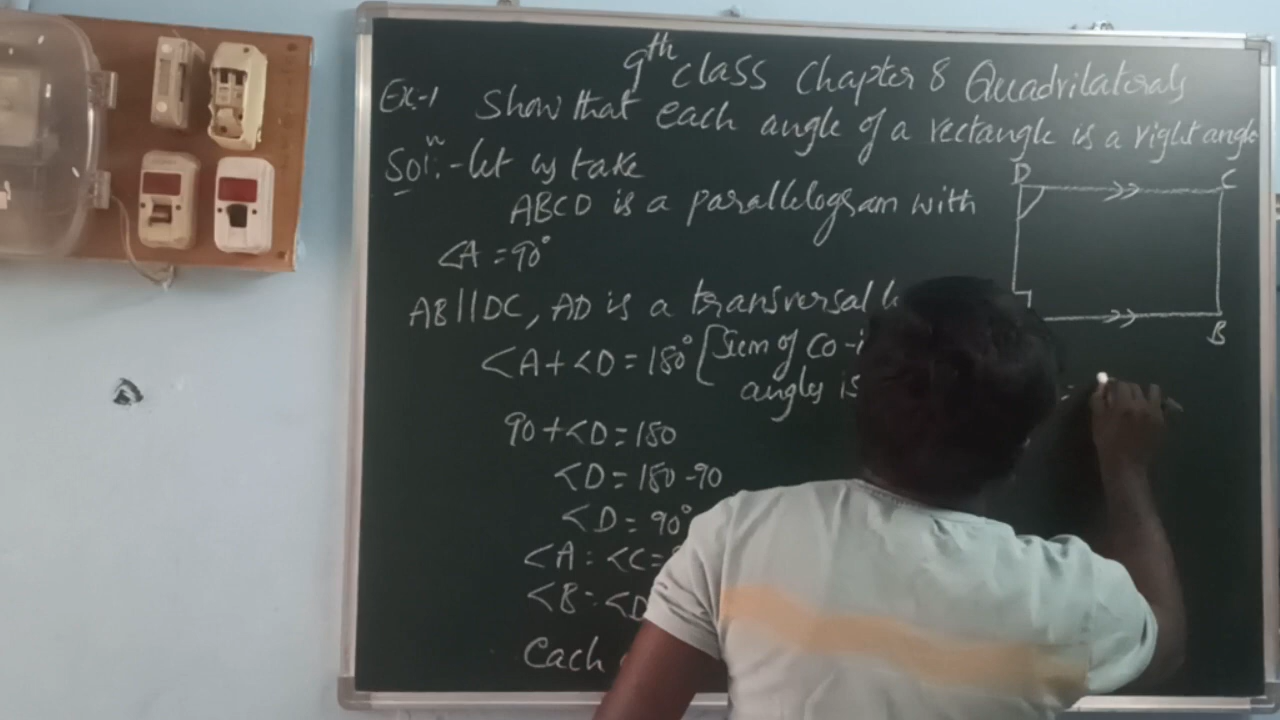 9th class Chapter 8 Quadrilaterals
Ex:-1 Show that each angle of a rectangle is a right angle
Soln:- let us take
ABCD is a parallelogram with
<A = 90°
AB||DC, AD is a transversal
<A + <D = 180° [Sum of Co-i
angles is
90 + <D = 180
<D = 180 - 90
<D = 90°
<A = <C =
<B = <D
Each
D C
B